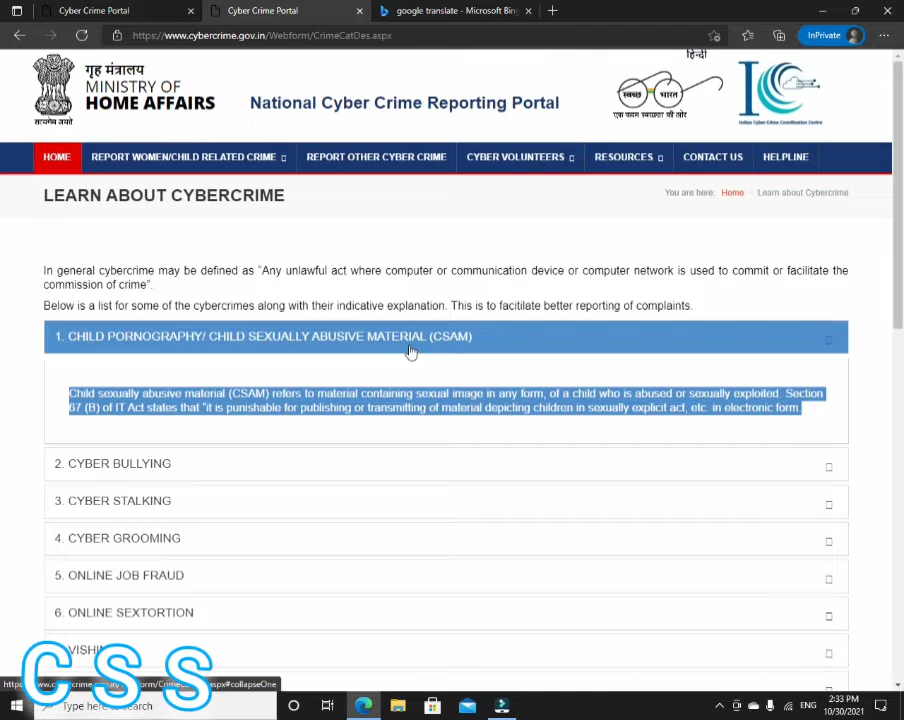 Cyber Crime Portal
Cyber Crime Portal
google translate - Microsoft Bing
https://www.cybercrime.gov.in/Webform/CrimeCatDes.aspx
InPrivate
हिन्दी
गृह मंत्रालय
MINISTRY OF
HOME AFFAIRS
सत्यमेव जयते
National Cyber Crime Reporting Portal
स्वच्छ भारत
एक कदम स्वच्छता की ओर
Indian Cyber Crime Coordination Centre
HOME
REPORT WOMEN/CHILD RELATED CRIME
REPORT OTHER CYBER CRIME
CYBER VOLUNTEERS
RESOURCES
CONTACT US
HELPLINE
LEARN ABOUT CYBERCRIME
You are here: Home Learn about Cybercrime
In general cybercrime may be defined as “Any unlawful act where computer or communication device or computer network is used to commit or facilitate the
commission of crime”.
Below is a list for some of the cybercrimes along with their indicative explanation. This is to facitilate better reporting of complaints.
1. CHILD PORNOGRAPHY/ CHILD SEXUALLY ABUSIVE MATERIAL (CSAM)
Child sexually abusive material (CSAM) refers to material containing sexual image in any form, of a child who is abused or sexually exploited. Section
67 (B) of IT Act states that “it is punishable for publishing or transmitting of material depicting children in sexually explicit act, etc. in electronic form.
2. CYBER BULLYING
3. CYBER STALKING
4. CYBER GROOMING
5. ONLINE JOB FRAUD
6. ONLINE SEXTORTION
CSS
Type here to search
ENG
2:33 PM
10/30/2021